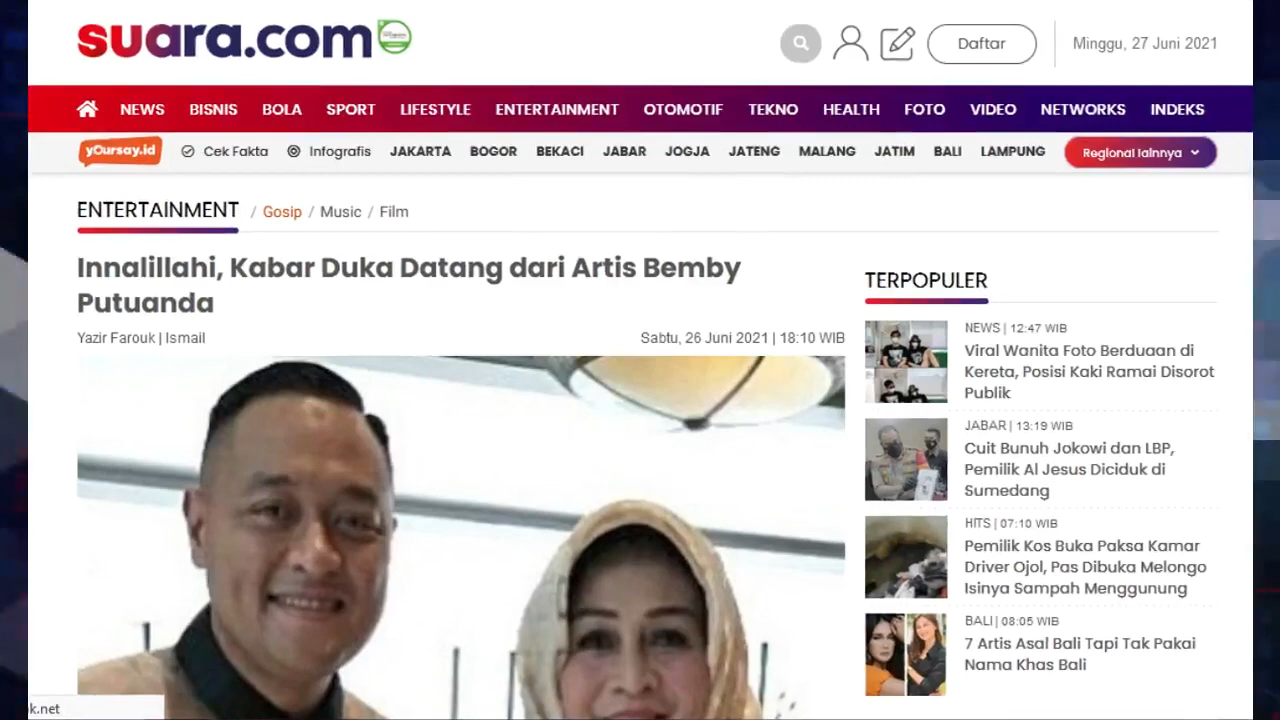 suara.com
Daftar
Minggu, 27 Juni 2021
NEWS BISNIS BOLA SPORT LIFESTYLE ENTERTAINMENT OTOMOTIF TEKNO HEALTH FOTO VIDEO NETWORKS INDEKS
yoursay.id Cek Fakta Infografis JAKARTA BOGOR BEKACI JABAR JOGJA JATENG MALANG JATIM BALI LAMPUNG Regional lainnya
ENTERTAINMENT / Gosip / Music / Film
Innalillahi, Kabar Duka Datang dari Artis Bemby
Putuanda
Yazir Farouk | Ismail
Sabtu, 26 Juni 2021 | 18:10 WIB
TERPOPULER
NEWS | 12:47 WIB
Viral Wanita Foto Berduaan di
Kereta, Posisi Kaki Ramai Disorot
Publik
JABAR | 13:19 WIB
Cuit Bunuh Jokowi dan LBP,
Pemilik Al Jesus Diciduk di
Sumedang
HITS | 07:10 WIB
Pemilik Kos Buka Paksa Kamar
Driver Ojol, Pas Dibuka Melongo
Isinya Sampah Menggunung
BALI | 08:05 WIB
7 Artis Asal Bali Tapi Tak Pakai
Nama Khas Bali
k.net